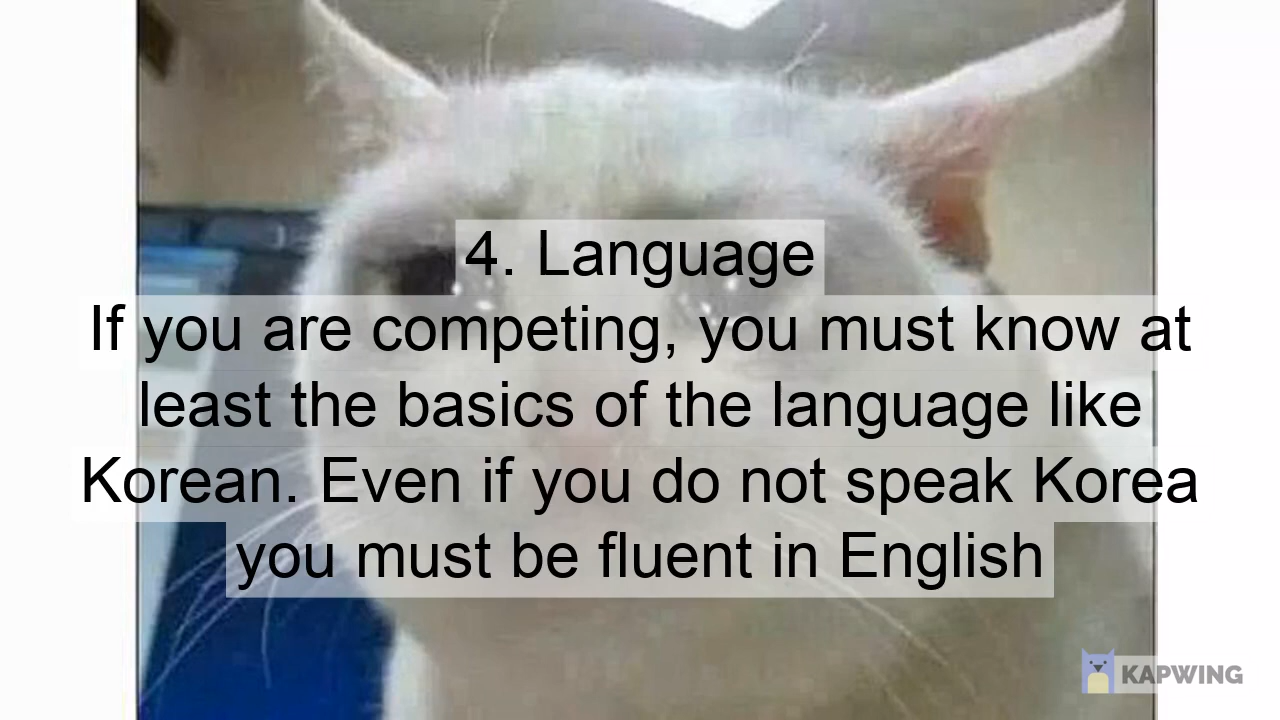 4. Language
If you are competing, you must know at
least the basics of the language like
Korean. Even if you do not speak Korea
you must be fluent in English
KAPWING